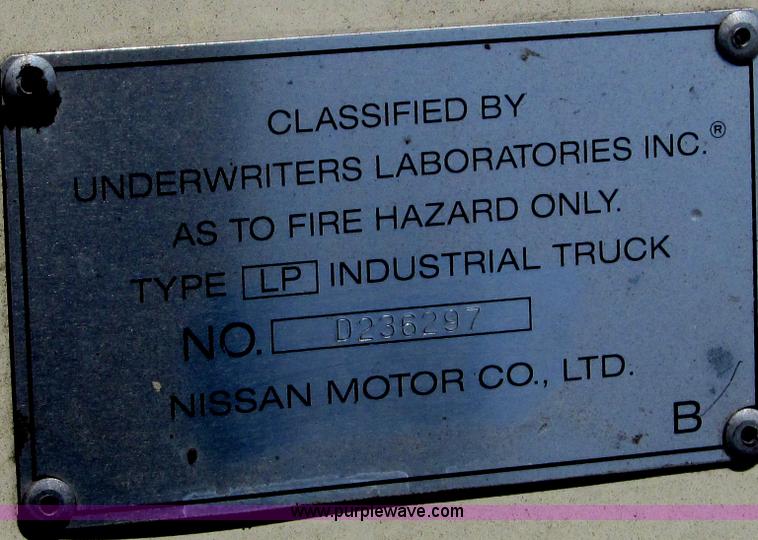 CLASSIFIED BY
UNDERWRITERS LABORATORIES INC.®
AS TO FIRE HAZARD ONLY.
TYPE LP INDUSTRIAL TRUCK
NO. D236297
NISSAN MOTOR CO., LTD.
B
www.purplewave.com